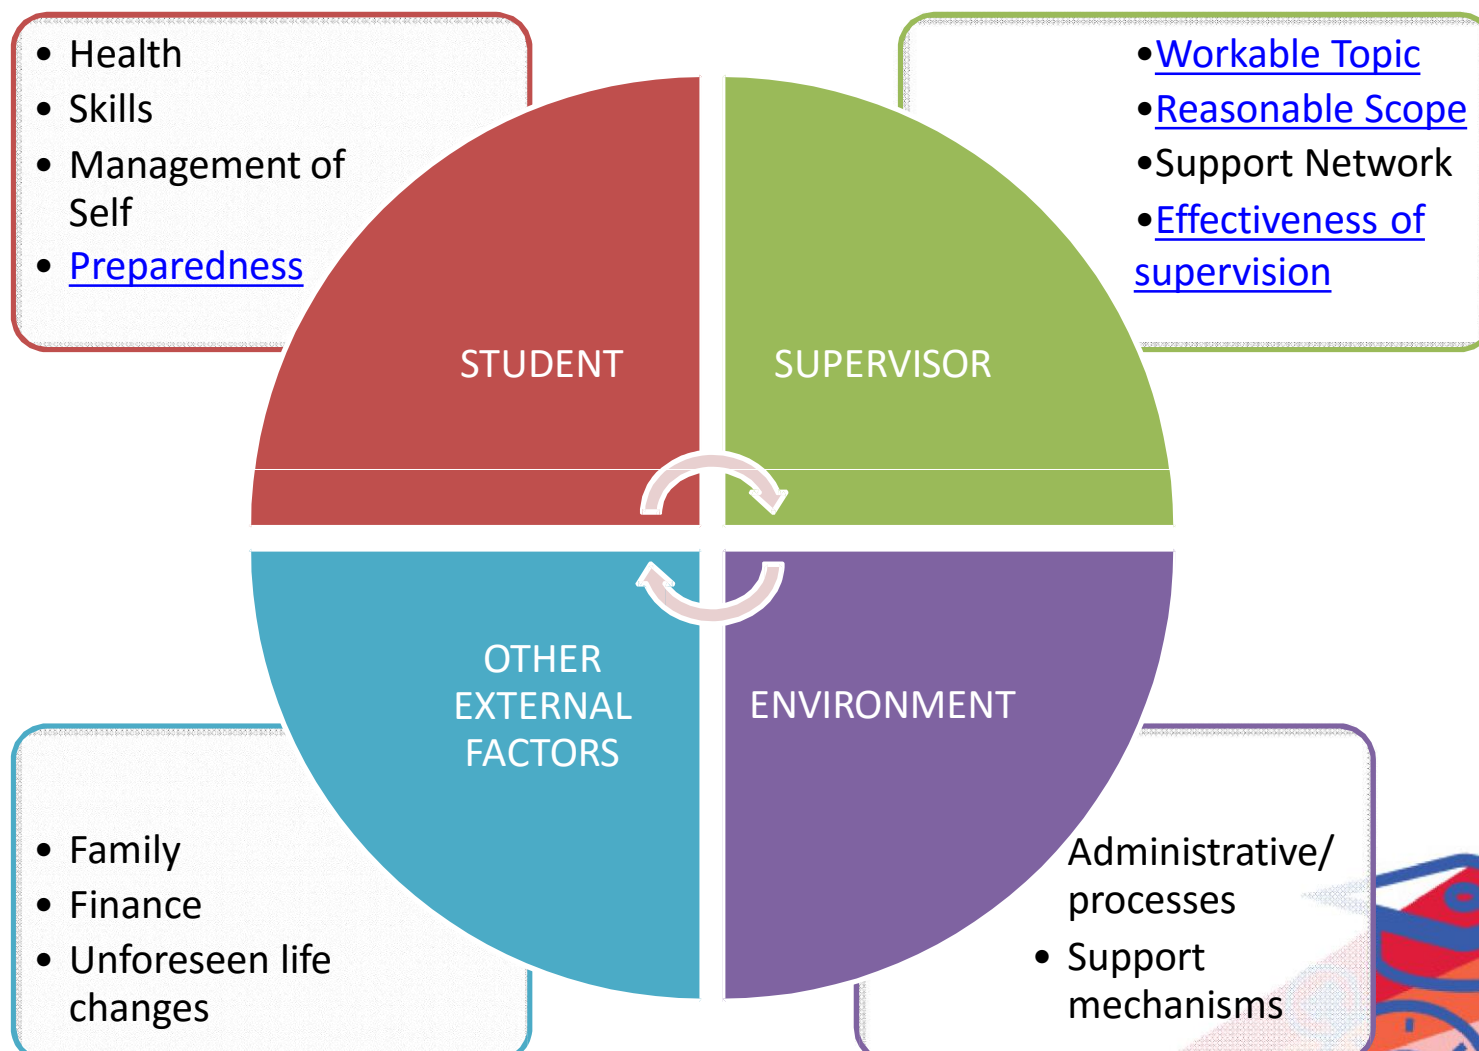 • Health
• Skills
• Management of
Self
• Preparedness
•Workable Topic
•Reasonable Scope
•Support Network
•Effectiveness of
supervision
STUDENT
SUPERVISOR
OTHER
EXTERNAL
FACTORS
ENVIRONMENT
• Family
• Finance
• Unforeseen life
changes
Administrative/
processes
• Support
mechanisms